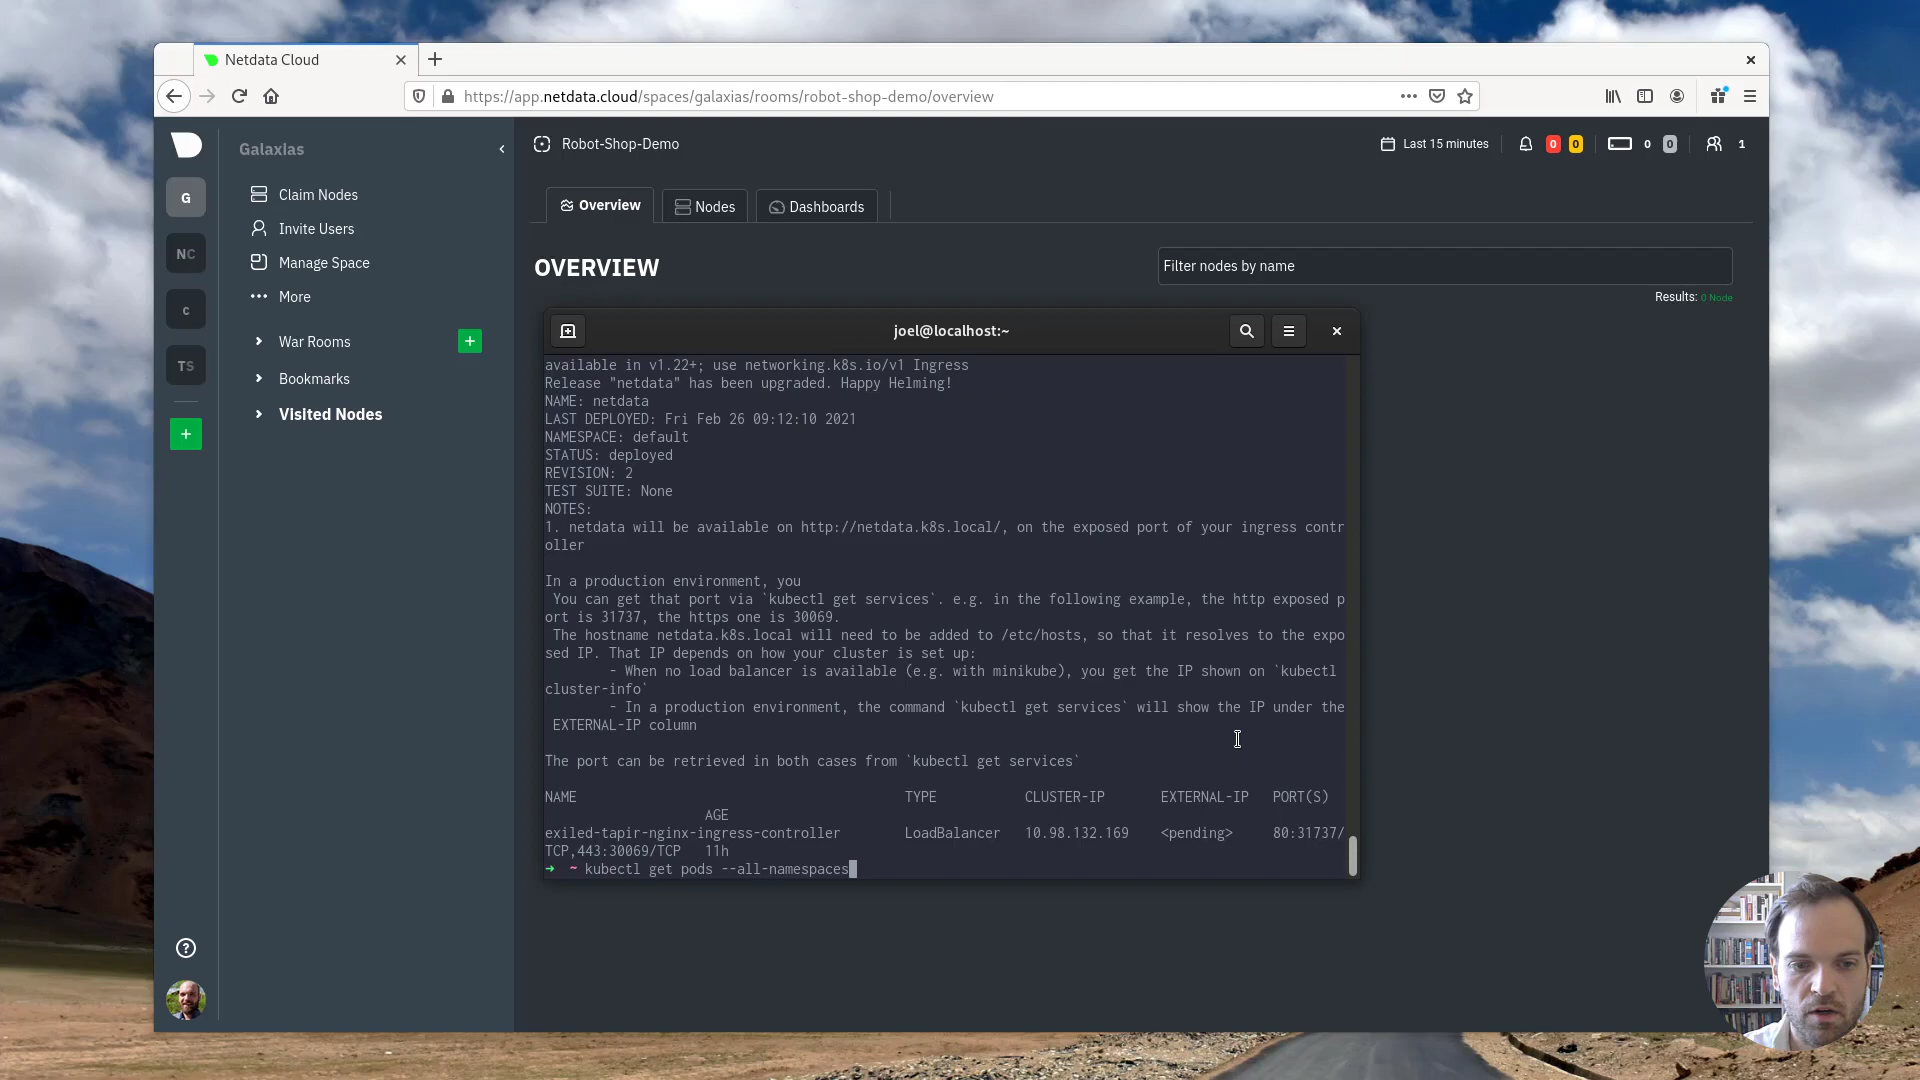 Netdata Cloud
https://app.netdata.cloud/spaces/galaxias/rooms/robot-shop-demo/overview
Galaxias
G
NC
c
TS
Claim Nodes
Invite Users
Manage Space
More
War Rooms
Bookmarks
Visited Nodes
Robot-Shop-Demo
Last 15 minutes
0 0
0 0
1
Overview
Nodes
Dashboards
OVERVIEW
Filter nodes by name
Results: 0 Node
joel@localhost:~
available in v1.22+; use networking.k8s.io/v1 Ingress
Release "netdata" has been upgraded. Happy Helming!
NAME: netdata
LAST DEPLOYED: Fri Feb 26 09:12:10 2021
NAMESPACE: default
STATUS: deployed
REVISION: 2
TEST SUITE: None
NOTES:
1. netdata will be available on http://netdata.k8s.local/, on the exposed port of your ingress contr
oller
In a production environment, you
You can get that port via `kubectl get services`. e.g. in the following example, the http exposed p
ort is 31737, the https one is 30069.
The hostname netdata.k8s.local will need to be added to /etc/hosts, so that it resolves to the expo
sed IP. That IP depends on how your cluster is set up:
- When no load balancer is available (e.g. with minikube), you get the IP shown on `kubectl
cluster-info`
- In a production environment, the command `kubectl get services` will show the IP under the
EXTERNAL-IP column
The port can be retrieved in both cases from `kubectl get services`
NAME TYPE CLUSTER-IP EXTERNAL-IP PORT(S)
AGE
exiled-tapir-nginx-ingress-controller LoadBalancer 10.98.132.169 <pending> 80:31737/
TCP,443:30069/TCP 11h
➜ ~ kubectl get pods --all-namespaces